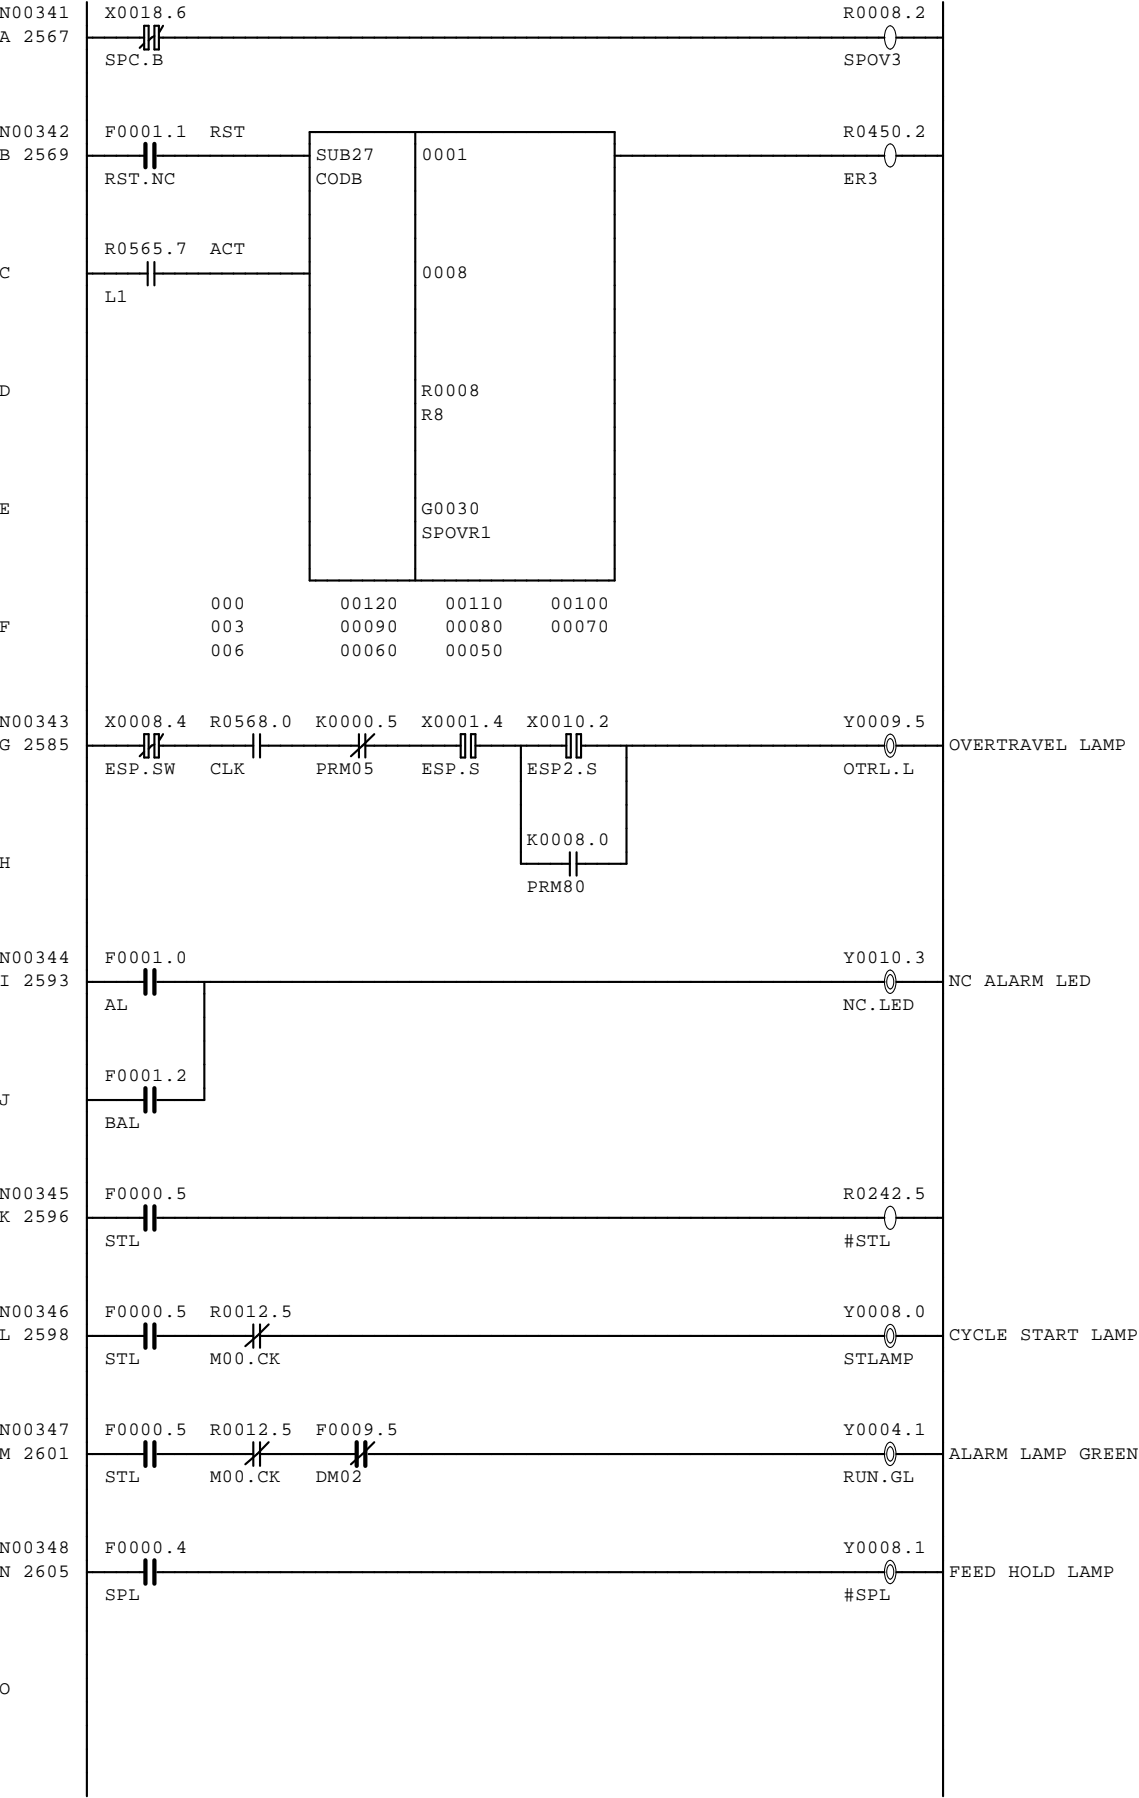 N00341 X0018.6 R0008.2
A 2567
SPC.B SPOV3
N00342 F0001.1 RST R0450.2
B 2569 SUB27 0001
RST.NC CODB ER3
R0565.7 ACT
C 0008
L1
D R0008
R8
E G0030
SPOVR1
000 00120 00110 00100
F 003 00090 00080 00070
006 00060 00050
N00343 X0008.4 R0568.0 K0000.5 X0001.4 X0010.2 Y0009.5
G 2585 OVERTRAVEL LAMP
ESP.SW CLK PRM05 ESP.S ESP2.S OTRL.L
K0008.0
H
PRM80
N00344 F0001.0 Y0010.3
I 2593 NC ALARM LED
AL NC.LED
F0001.2
J
BAL
N00345 F0000.5 R0242.5
K 2596
STL #STL
N00346 F0000.5 R0012.5 Y0008.0
L 2598 CYCLE START LAMP
STL M00.CK STLAMP
N00347 F0000.5 R0012.5 F0009.5 Y0004.1
M 2601 ALARM LAMP GREEN
STL M00.CK DM02 RUN.GL
N00348 F0000.4 Y0008.1
N 2605 FEED HOLD LAMP
SPL #SPL
O